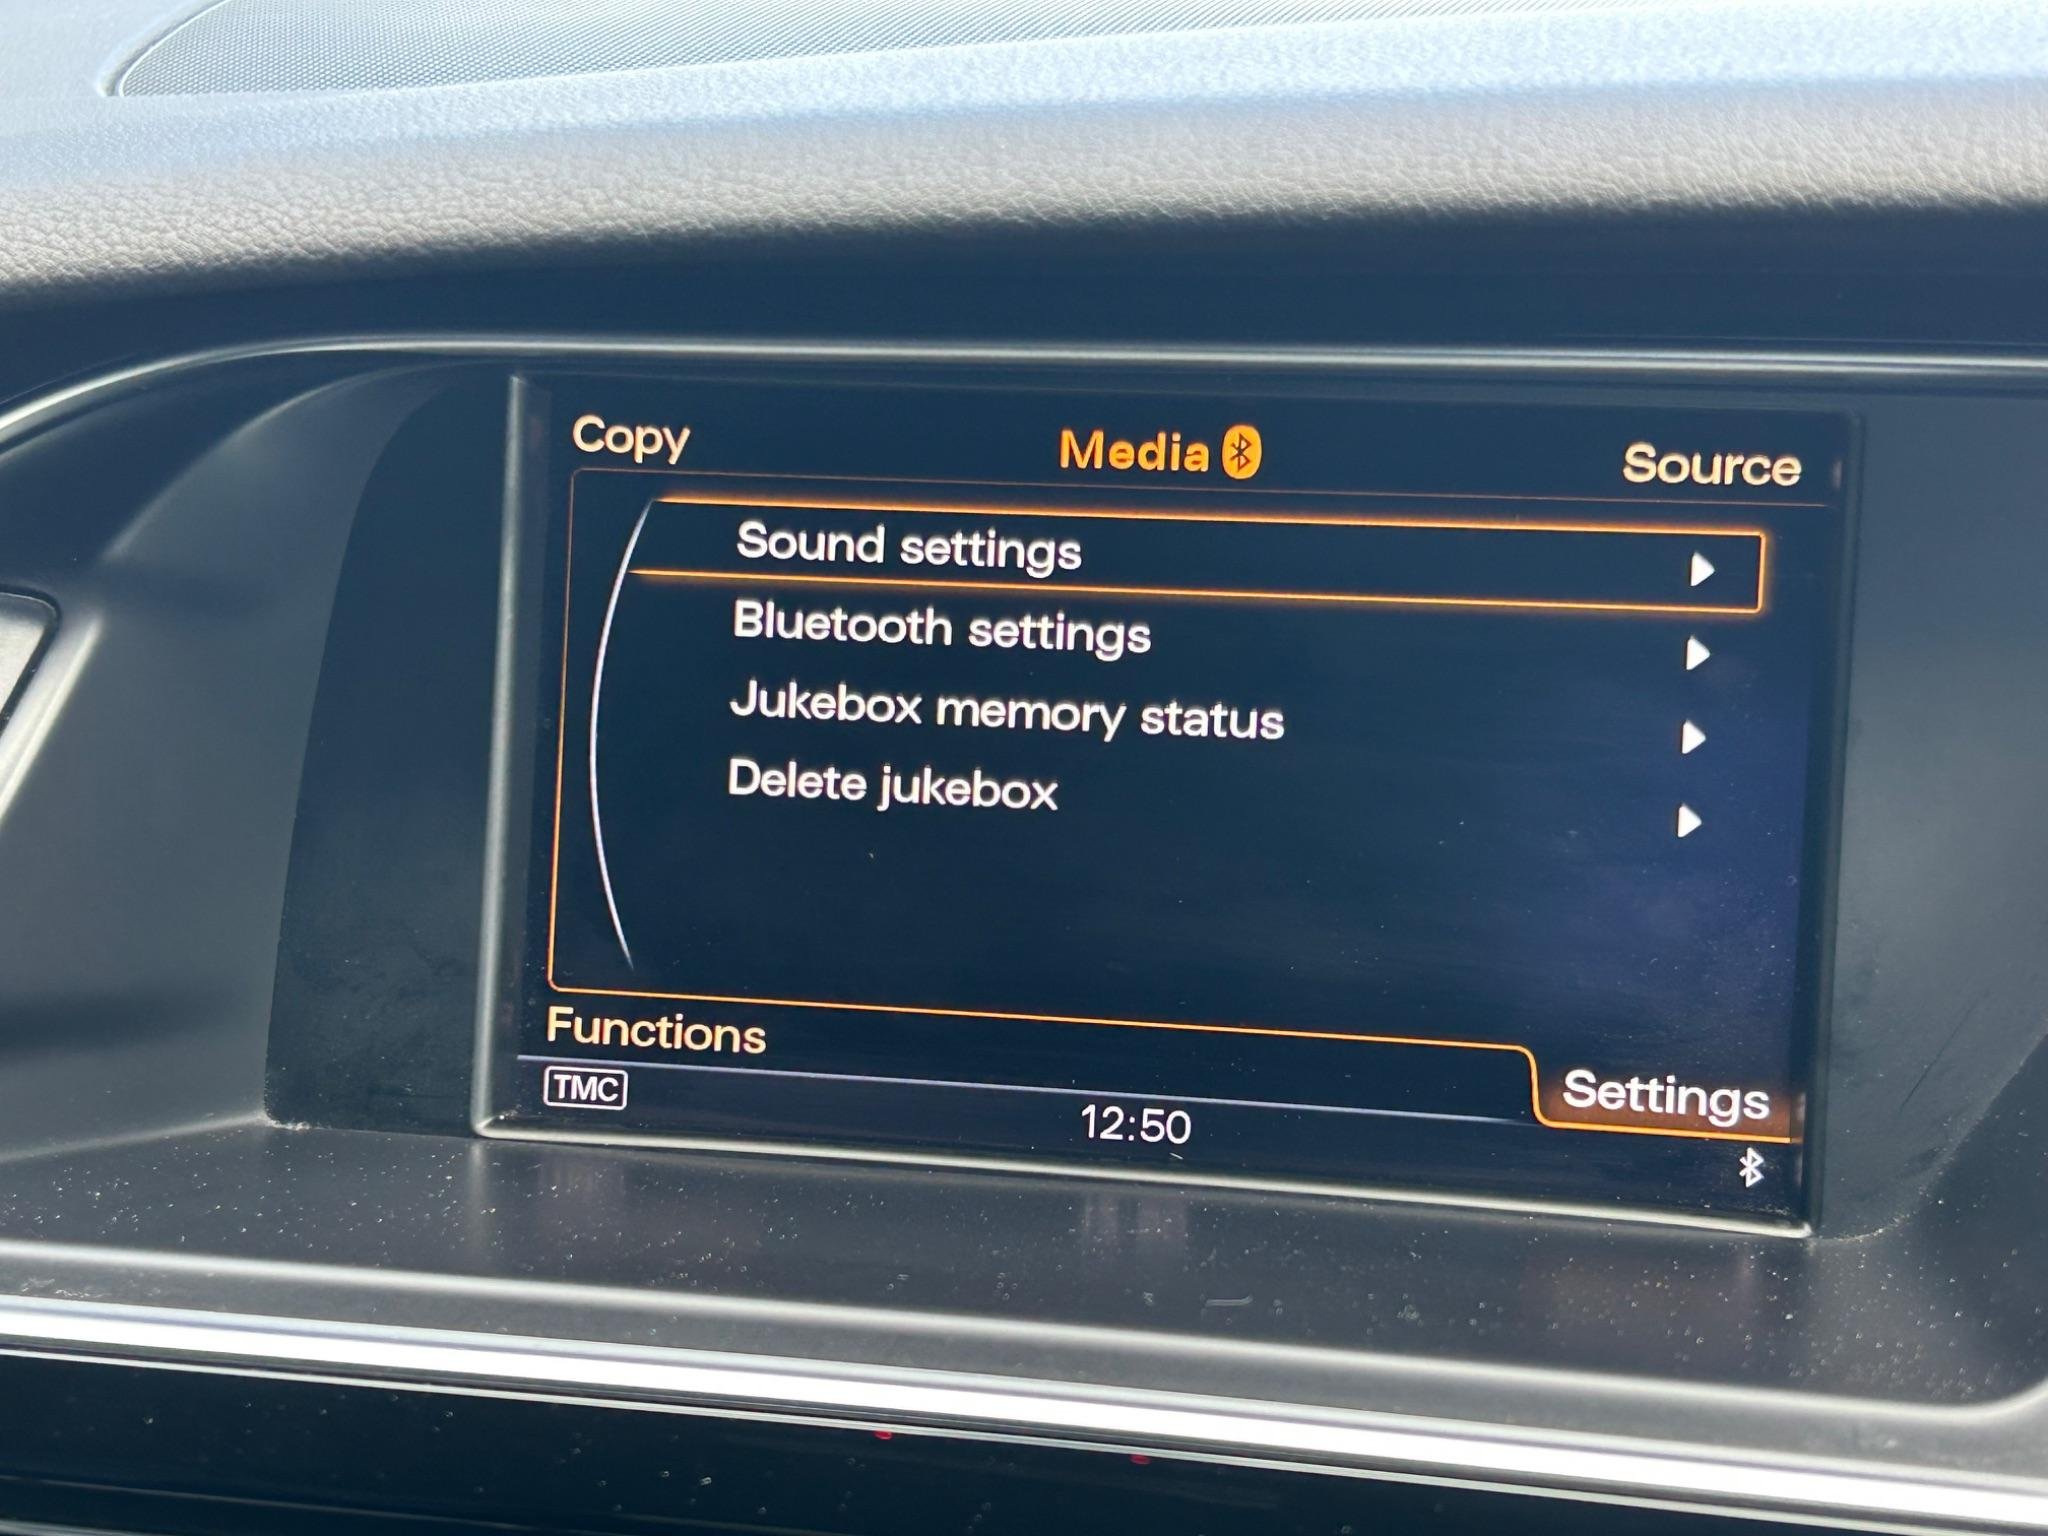 Copy
Media
Source
Sound settings
Bluetooth settings
Jukebox memory status
Delete jukebox
Functions
Settings
TMC
12:50